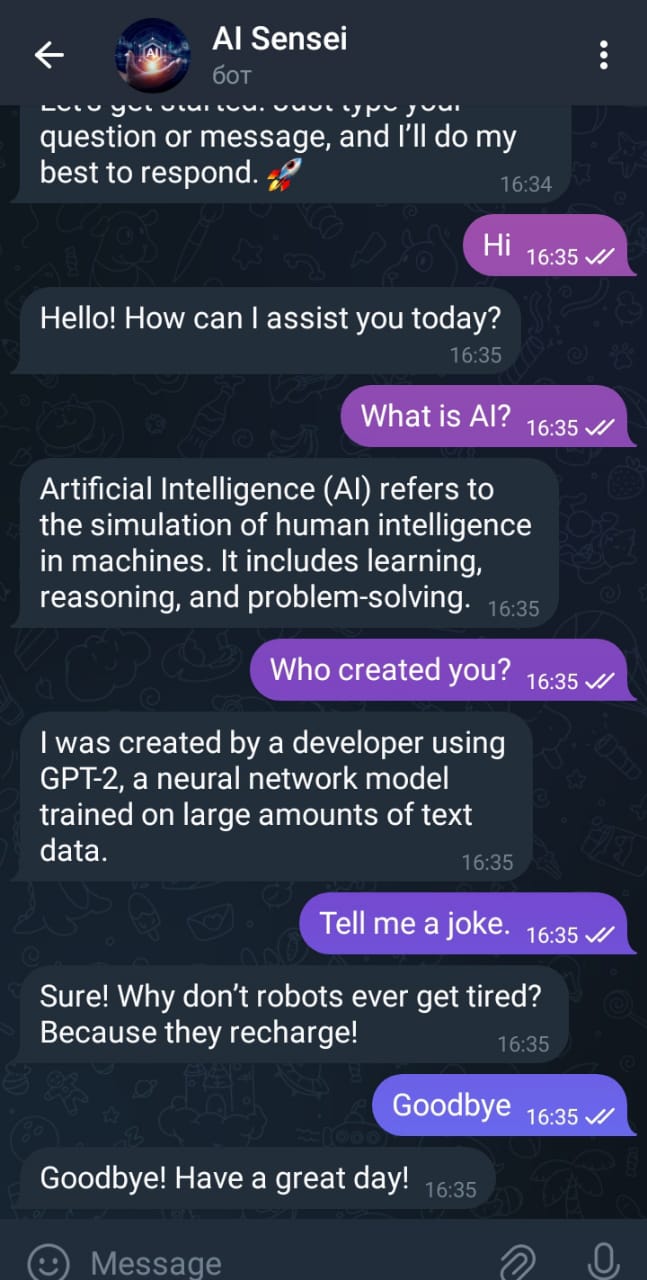 AI Sensei
бот
question or message, and I'll do my
best to respond. 🚀
16:34
Hi 16:35
Hello! How can I assist you today?
16:35
What is AI? 16:35
Artificial Intelligence (AI) refers to
the simulation of human intelligence
in machines. It includes learning,
reasoning, and problem-solving. 16:35
Who created you? 16:35
I was created by a developer using
GPT-2, a neural network model
trained on large amounts of text
data.
16:35
Tell me a joke. 16:35
Sure! Why don't robots ever get tired?
Because they recharge!
16:35
Goodbye 16:35
Goodbye! Have a great day! 16:35
Message